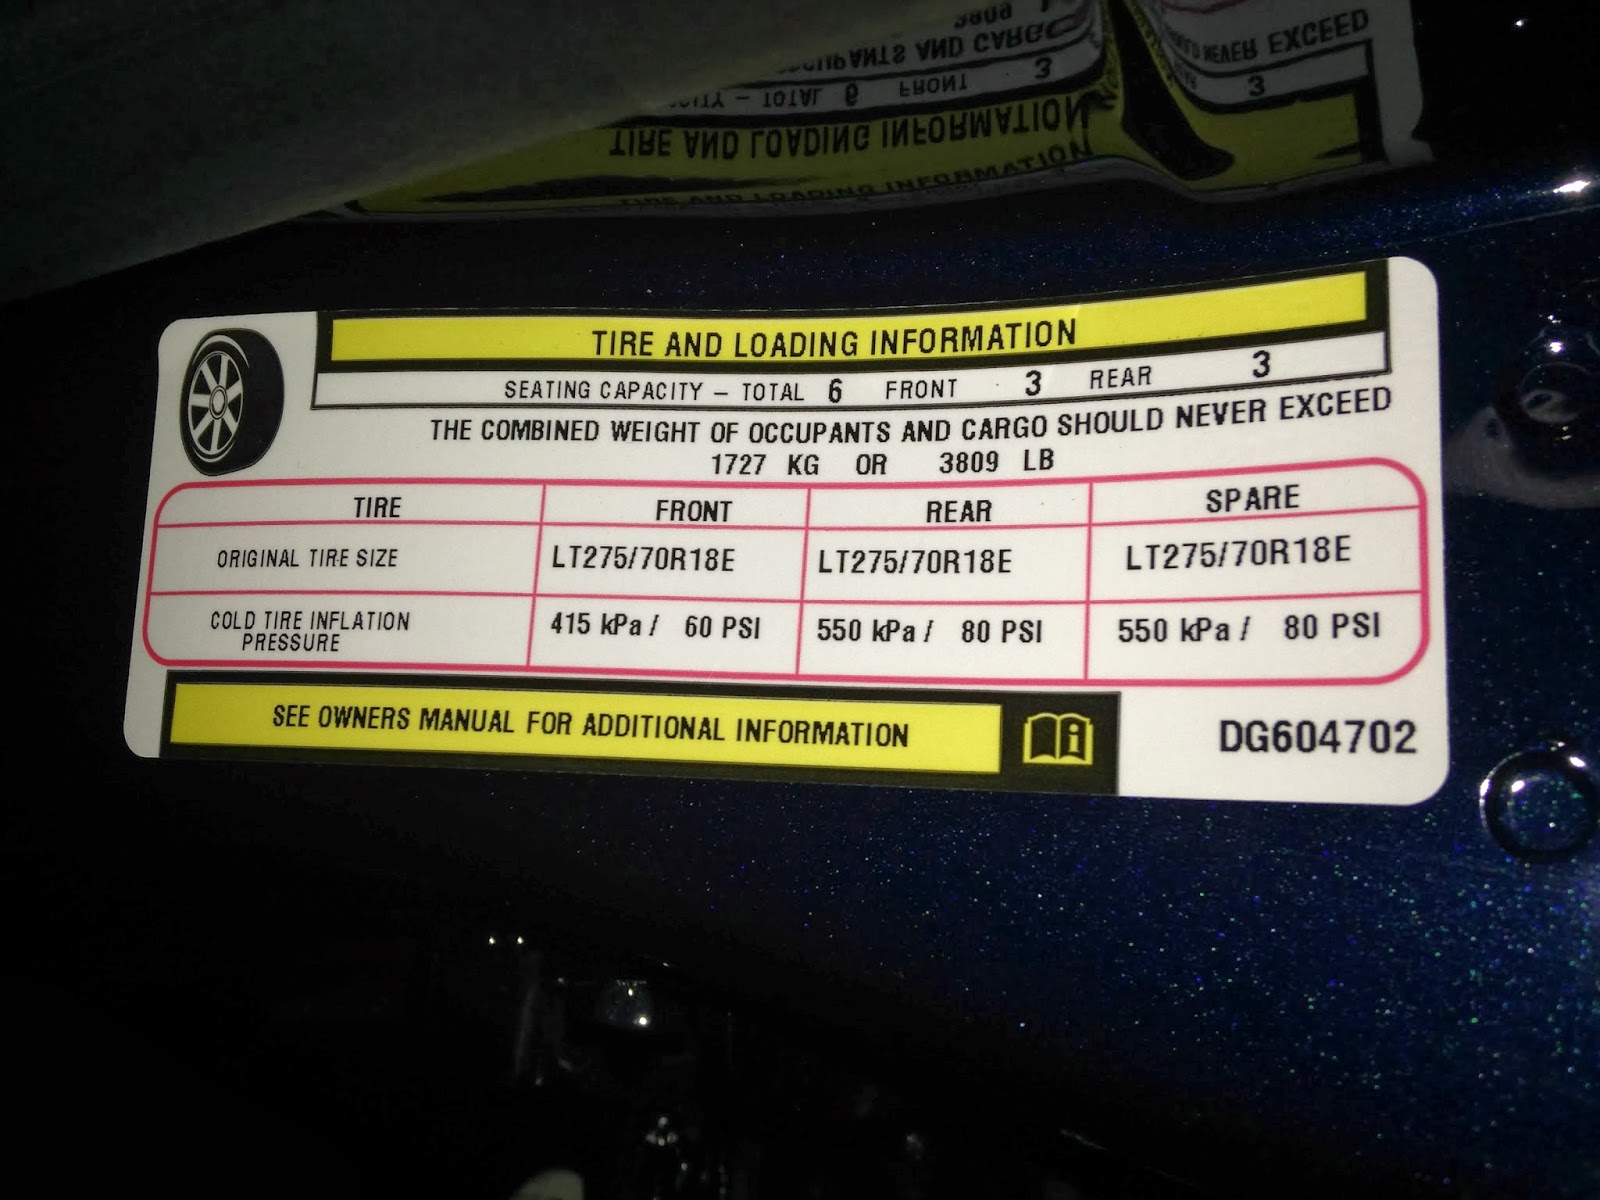 TIRE AND LOADING INFORMATION
SEATING CAPACITY – TOTAL 6 FRONT 3 REAR 3
THE COMBINED WEIGHT OF OCCUPANTS AND CARGO SHOULD NEVER EXCEED
1727 KG OR 3809 LB
TIRE FRONT REAR SPARE
ORIGINAL TIRE SIZE LT275/70R18E LT275/70R18E LT275/70R18E
COLD TIRE INFLATION PRESSURE 415 kPa / 60 PSI 550 kPa / 80 PSI 550 kPa / 80 PSI
SEE OWNERS MANUAL FOR ADDITIONAL INFORMATION
DG604702